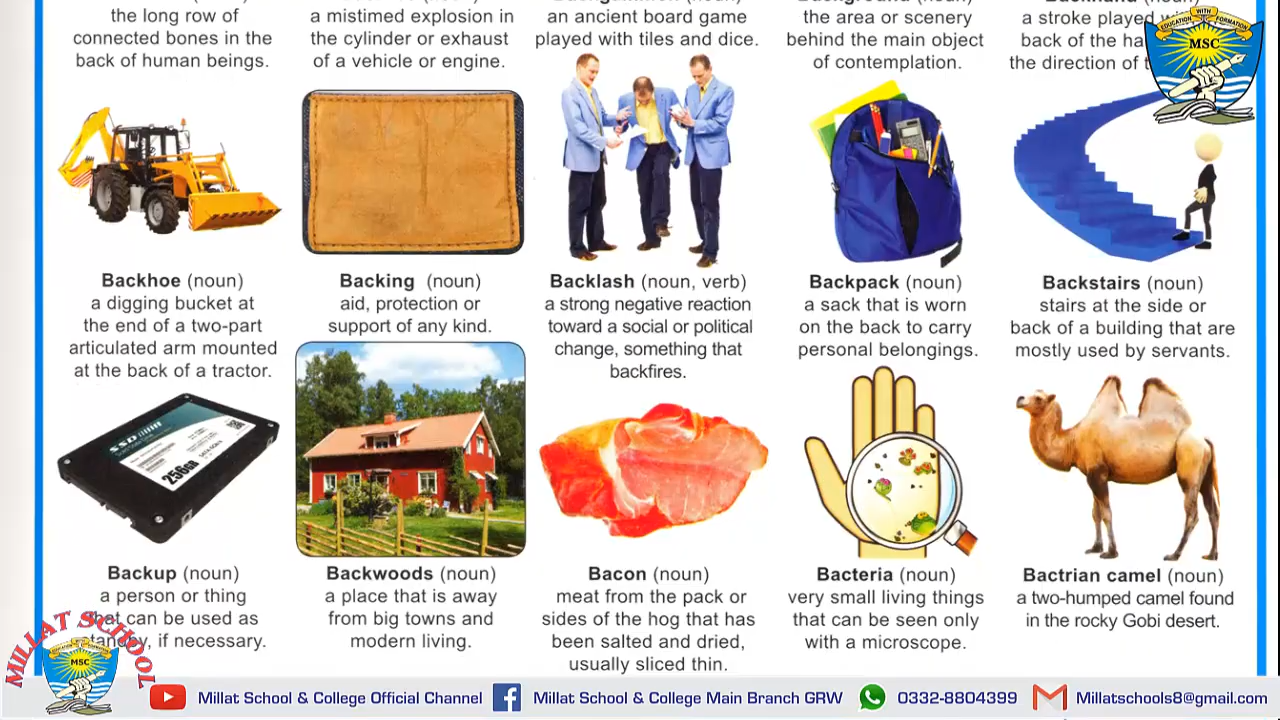 the long row of
connected bones in the
back of human beings.
a mistimed explosion in
the cylinder or exhaust
of a vehicle or engine.
an ancient board game
played with tiles and dice.
the area or scenery
behind the main object
of contemplation.
a stroke played
back of the
the direction of
EDUCATION WITH FORMATION
MSC
Backhoe (noun)
a digging bucket at
the end of a two-part
articulated arm mounted
at the back of a tractor.
Backing (noun)
aid, protection or
support of any kind.
Backlash (noun, verb)
a strong negative reaction
toward a social or political
change, something that
backfires.
Backpack (noun)
a sack that is worn
on the back to carry
personal belongings.
Backstairs (noun)
stairs at the side or
back of a building that are
mostly used by servants.
SSD
256GB
Backup (noun)
a person or thing
that can be used as
if necessary.
Backwoods (noun)
a place that is away
from big towns and
modern living.
Bacon (noun)
meat from the pack or
sides of the hog that has
been salted and dried,
usually sliced thin.
Bacteria (noun)
very small living things
that can be seen only
with a microscope.
Bactrian camel (noun)
a two-humped camel found
in the rocky Gobi desert.
MILLAT SCHOOL
MSC
Millat School & College Official Channel
Millat School & College Main Branch GRW
0332-8804399
Millatschools8@gmail.com